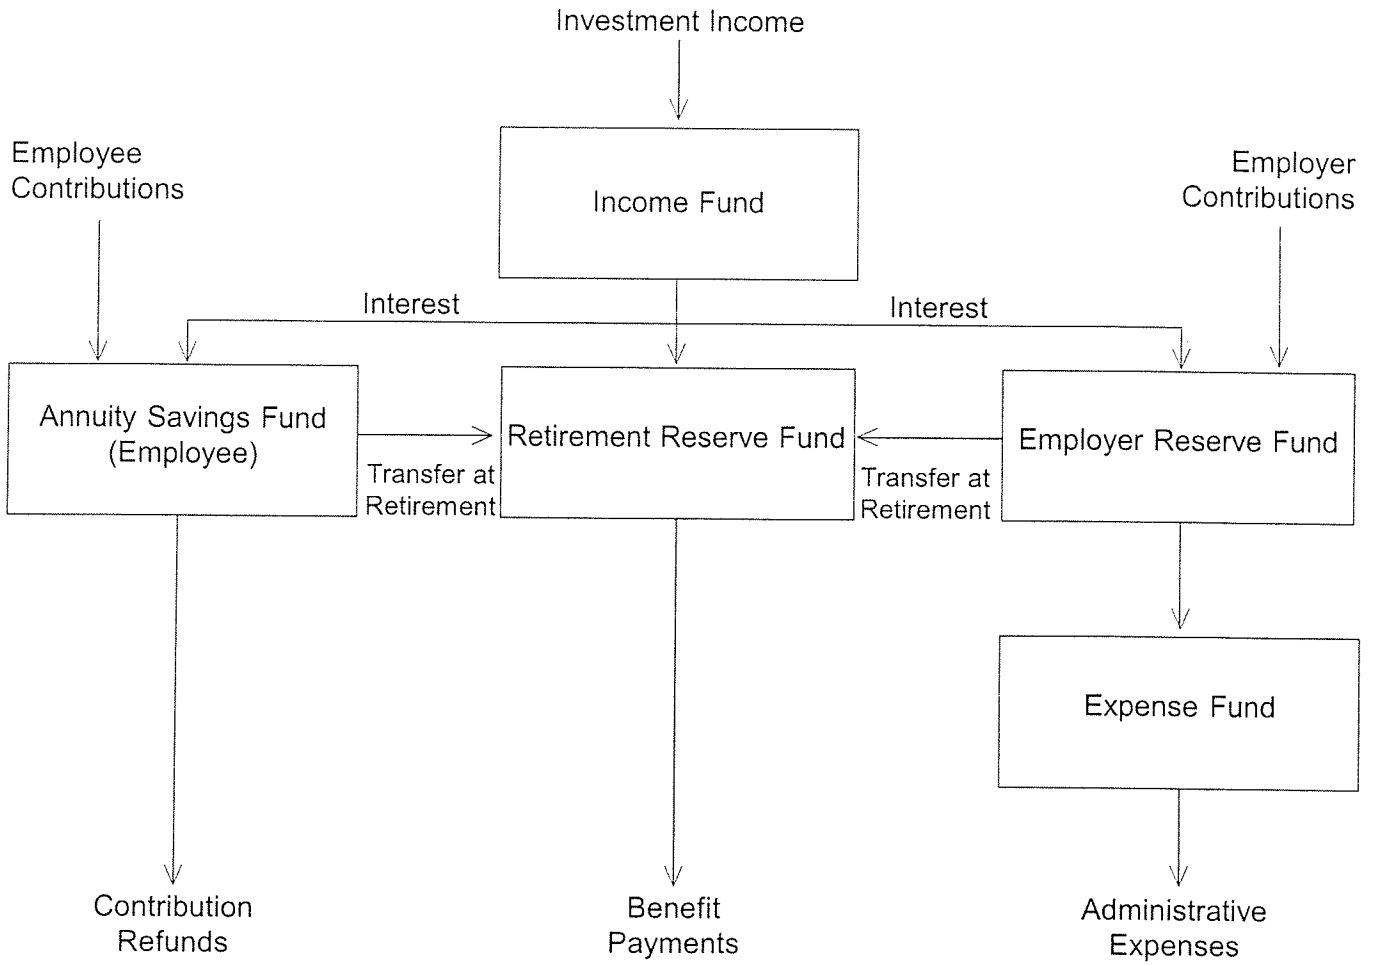 Investment Income
Employee
Contributions
Employer
Contributions
Income Fund
Interest
Interest
Annuity Savings Fund
(Employee)
Retirement Reserve Fund
Employer Reserve Fund
Transfer at
Retirement
Transfer at
Retirement
Expense Fund
Contribution
Refunds
Benefit
Payments
Administrative
Expenses